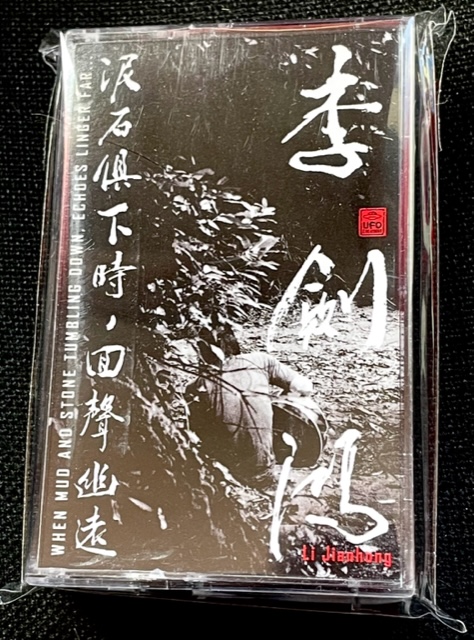 李劍鴻
UFO
Li Jianhong
泥石俱下時，回聲幽遠
WHEN MUD AND STONE TUMBLING DOWN, ECHOES LINGER FAR